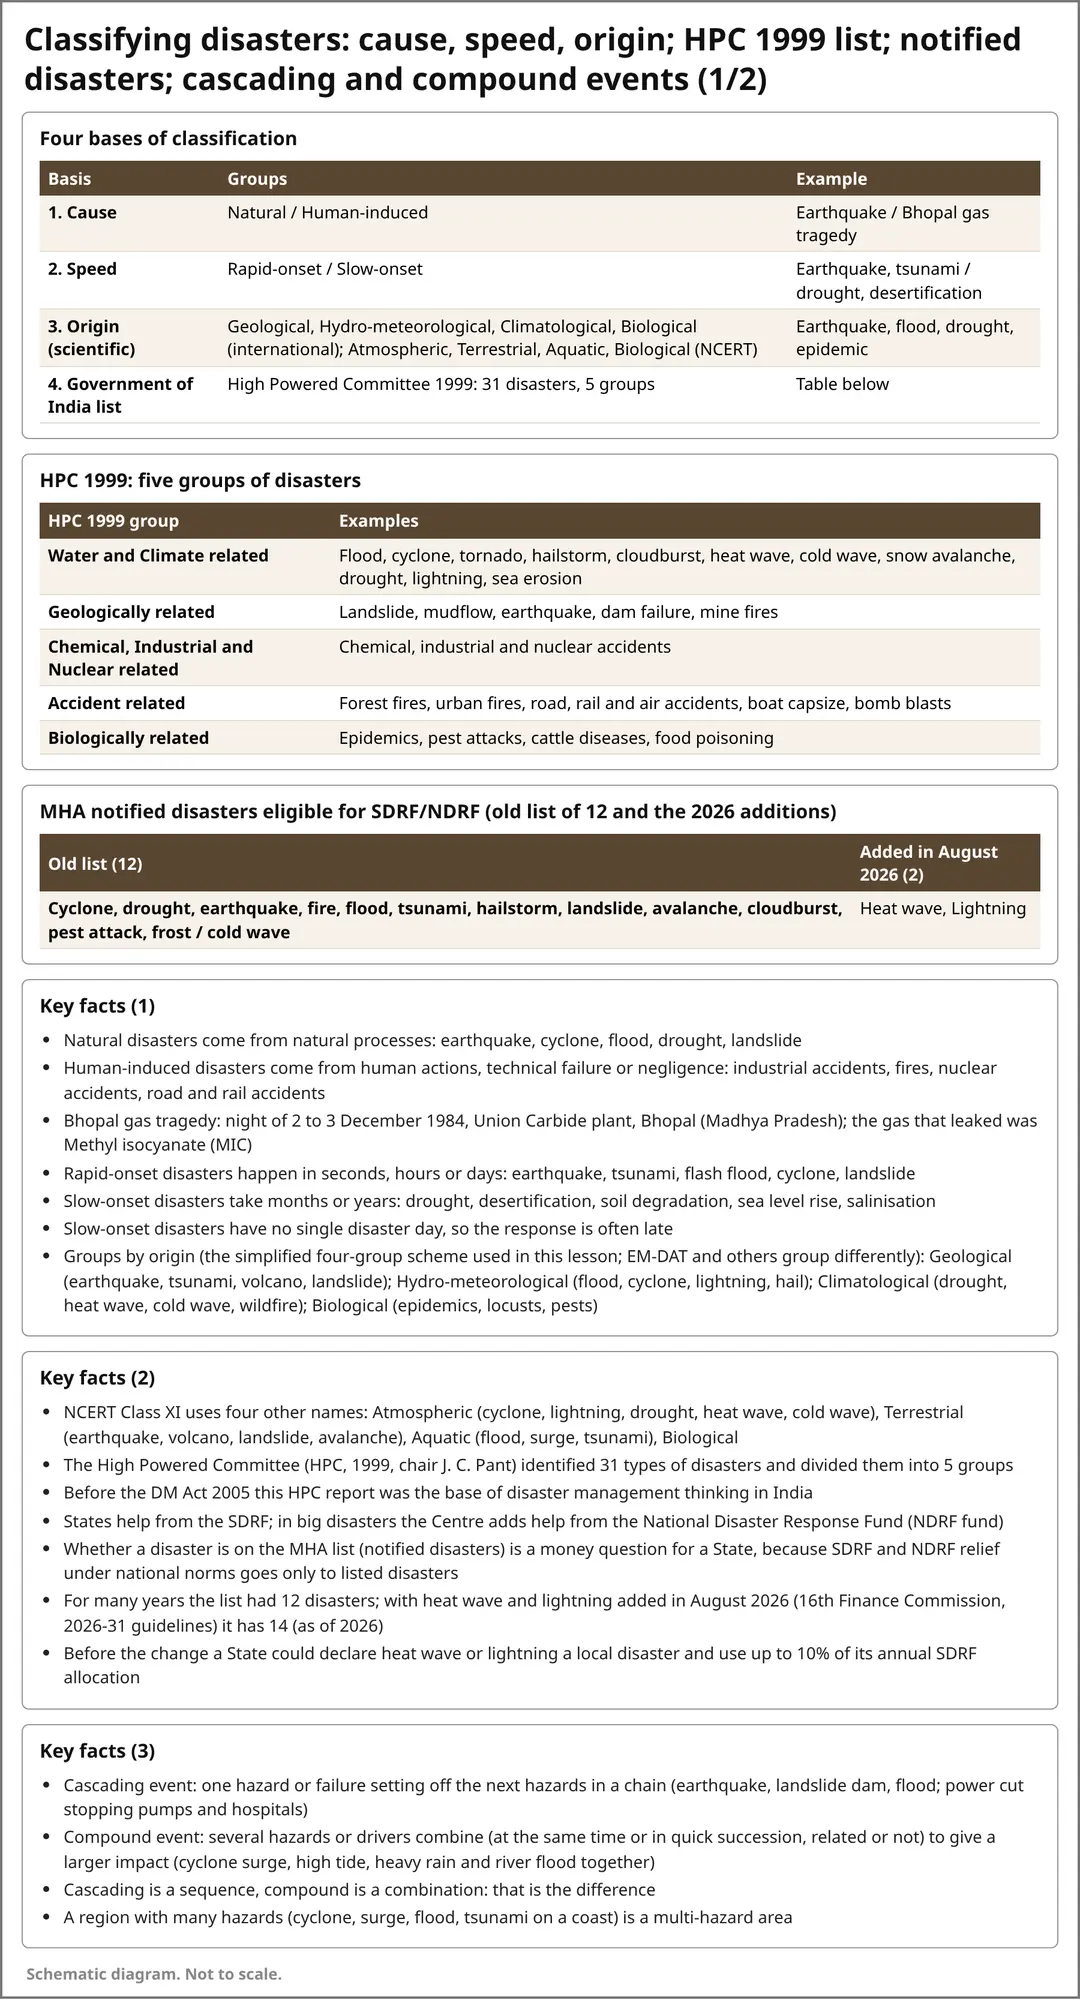 Classifying disasters: cause, speed, origin; HPC 1999 list; notified
disasters; cascading and compound events (1/2)
Four bases of classification
Basis Groups Example
1. Cause Natural / Human-induced Earthquake / Bhopal gas
tragedy
2. Speed Rapid-onset / Slow-onset Earthquake, tsunami /
drought, desertification
3. Origin Geological, Hydro-meteorological, Climatological, Biological Earthquake, flood, drought,
(scientific) (international); Atmospheric, Terrestrial, Aquatic, Biological (NCERT) epidemic
4. Government of High Powered Committee 1999: 31 disasters, 5 groups Table below
India list
HPC 1999: five groups of disasters
HPC 1999 group Examples
Water and Climate related Flood, cyclone, tornado, hailstorm, cloudburst, heat wave, cold wave, snow avalanche,
drought, lightning, sea erosion
Geologically related Landslide, mudflow, earthquake, dam failure, mine fires
Chemical, Industrial and Chemical, industrial and nuclear accidents
Nuclear related
Accident related Forest fires, urban fires, road, rail and air accidents, boat capsize, bomb blasts
Biologically related Epidemics, pest attacks, cattle diseases, food poisoning
MHA notified disasters eligible for SDRF/NDRF (old list of 12 and the 2026 additions)
Old list (12) Added in August
2026 (2)
Cyclone, drought, earthquake, fire, flood, tsunami, hailstorm, landslide, avalanche, cloudburst, Heat wave, Lightning
pest attack, frost / cold wave
Key facts (1)
• Natural disasters come from natural processes: earthquake, cyclone, flood, drought, landslide
• Human-induced disasters come from human actions, technical failure or negligence: industrial accidents, fires, nuclear
accidents, road and rail accidents
• Bhopal gas tragedy: night of 2 to 3 December 1984, Union Carbide plant, Bhopal (Madhya Pradesh); the gas that leaked was
Methyl isocyanate (MIC)
• Rapid-onset disasters happen in seconds, hours or days: earthquake, tsunami, flash flood, cyclone, landslide
• Slow-onset disasters take months or years: drought, desertification, soil degradation, sea level rise, salinisation
• Slow-onset disasters have no single disaster day, so the response is often late
• Groups by origin (the simplified four-group scheme used in this lesson; EM-DAT and others group differently): Geological
(earthquake, tsunami, volcano, landslide); Hydro-meteorological (flood, cyclone, lightning, hail); Climatological (drought,
heat wave, cold wave, wildfire); Biological (epidemics, locusts, pests)
Key facts (2)
• NCERT Class XI uses four other names: Atmospheric (cyclone, lightning, drought, heat wave, cold wave), Terrestrial
(earthquake, volcano, landslide, avalanche), Aquatic (flood, surge, tsunami), Biological
• The High Powered Committee (HPC, 1999, chair J. C. Pant) identified 31 types of disasters and divided them into 5 groups
• Before the DM Act 2005 this HPC report was the base of disaster management thinking in India
• States help from the SDRF; in big disasters the Centre adds help from the National Disaster Response Fund (NDRF fund)
• Whether a disaster is on the MHA list (notified disasters) is a money question for a State, because SDRF and NDRF relief
under national norms goes only to listed disasters
• For many years the list had 12 disasters; with heat wave and lightning added in August 2026 (16th Finance Commission,
2026-31 guidelines) it has 14 (as of 2026)
• Before the change a State could declare heat wave or lightning a local disaster and use up to 10% of its annual SDRF
allocation
Key facts (3)
• Cascading event: one hazard or failure setting off the next hazards in a chain (earthquake, landslide dam, flood; power cut
stopping pumps and hospitals)
• Compound event: several hazards or drivers combine (at the same time or in quick succession, related or not) to give a
larger impact (cyclone surge, high tide, heavy rain and river flood together)
• Cascading is a sequence, compound is a combination: that is the difference
• A region with many hazards (cyclone, surge, flood, tsunami on a coast) is a multi-hazard area
Schematic diagram. Not to scale.